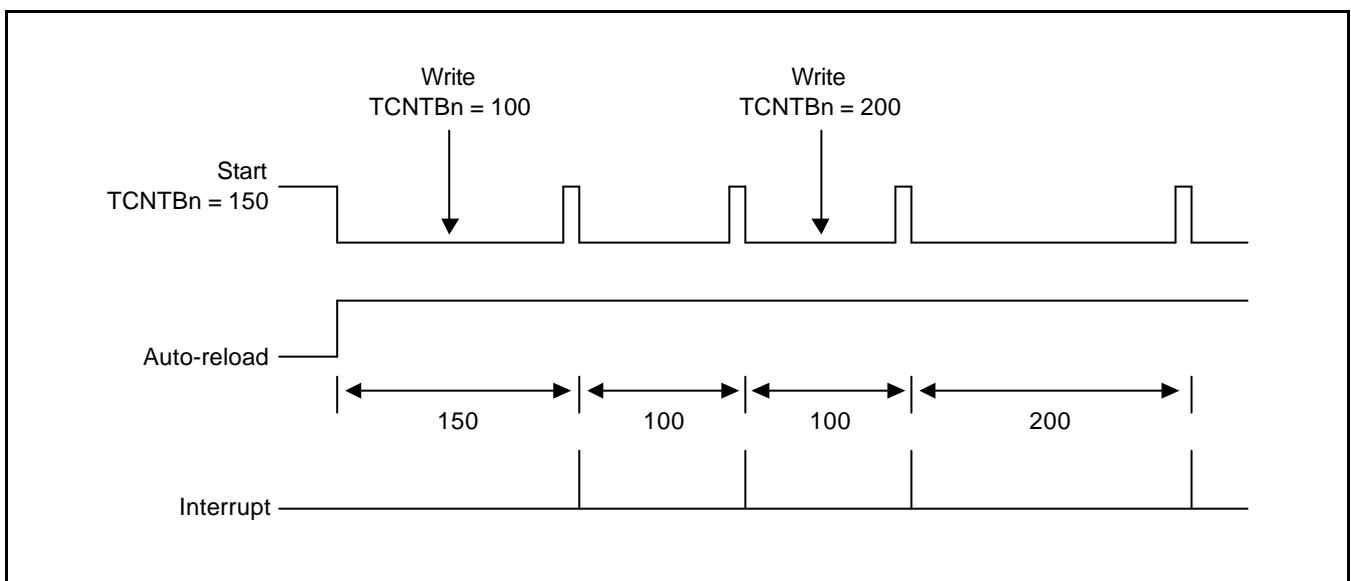 Write
TCNTBn = 100
Write
TCNTBn = 200
Start
TCNTBn = 150
Auto-reload
150
100
100
200
Interrupt